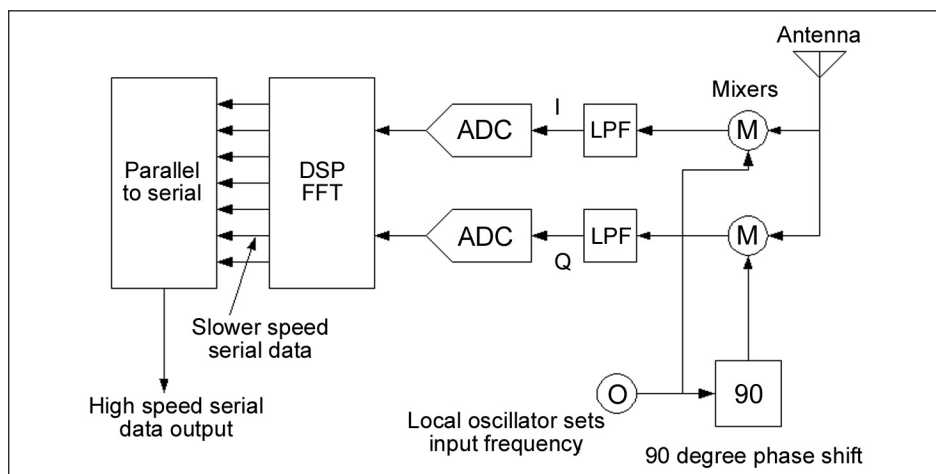 Antenna
Mixers
I
ADC
LPF
M
Parallel
to serial
DSP
FFT
ADC
LPF
M
Q
Slower speed
serial data
O
90
High speed serial
data output
Local oscillator sets
input frequency
90 degree phase shift